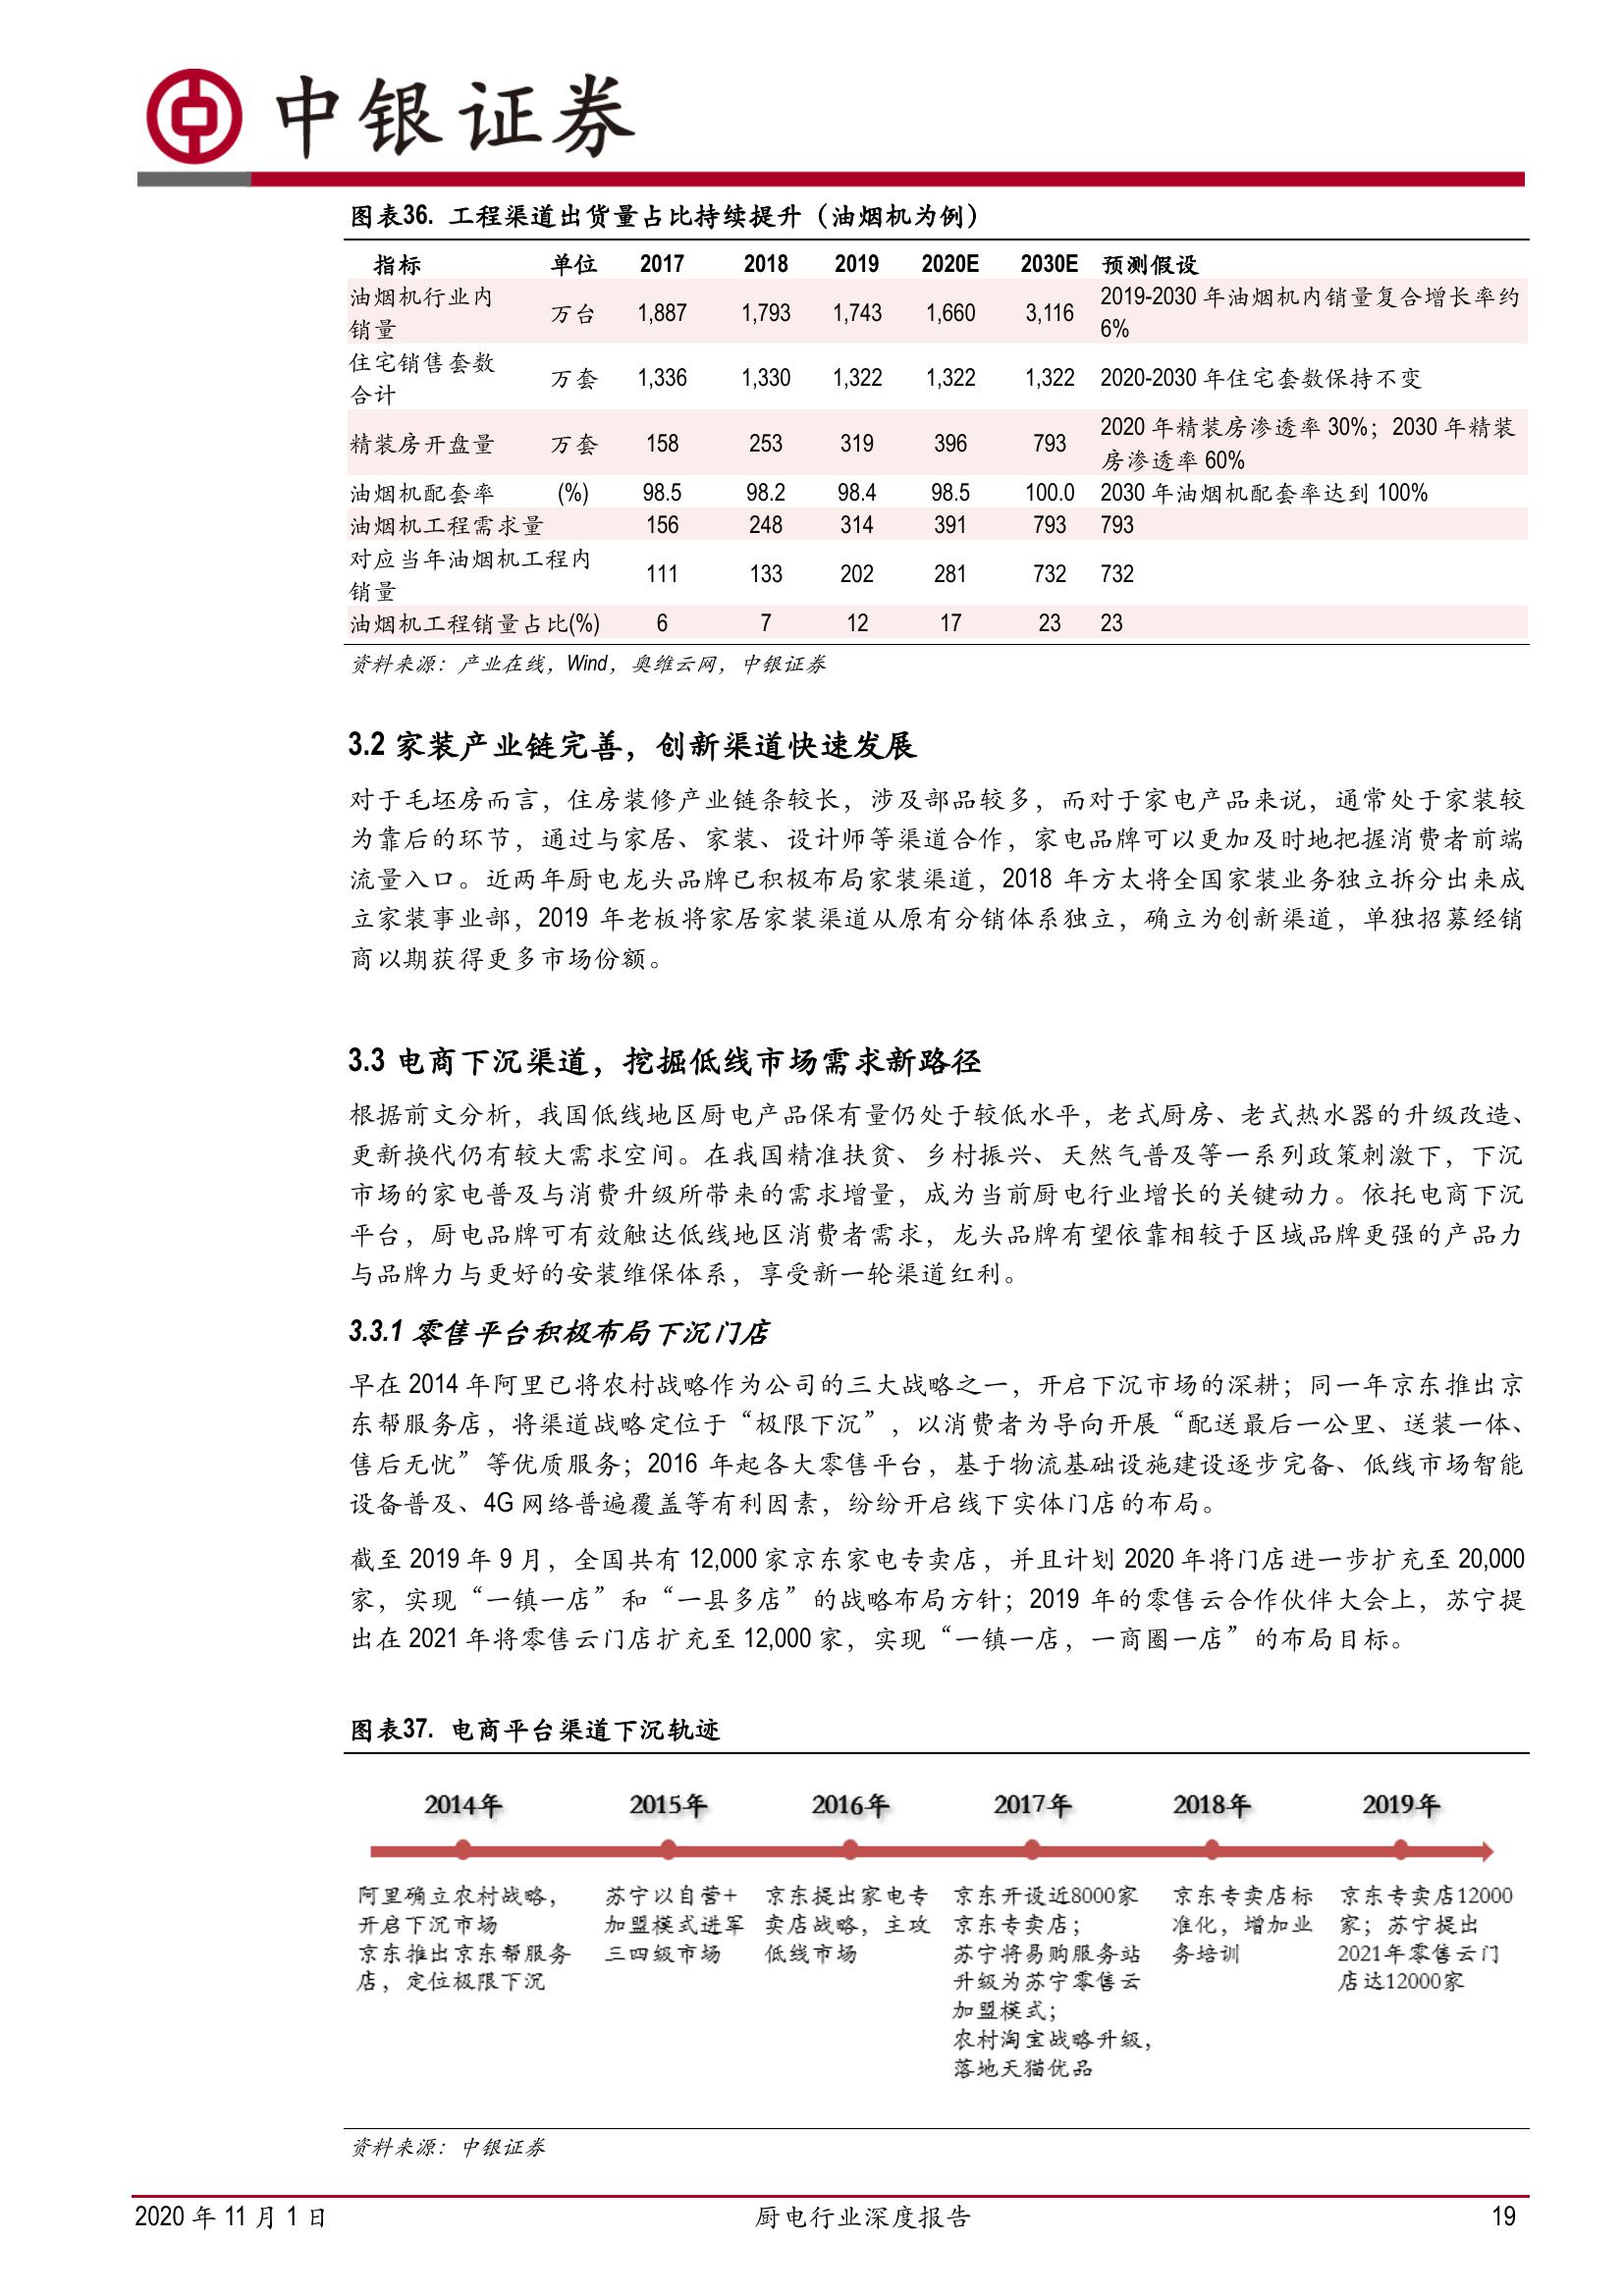 中银证券
图表36. 工程渠道出货量占比持续提升（油烟机为例）
指标 单位 2017 2018 2019 2020E 2030E 预测假设
油烟机行业内销量 万台 1,887 1,793 1,743 1,660 3,116 2019-2030 年油烟机内销量复合增长率约 6%
住宅销售套数合计 万套 1,336 1,330 1,322 1,322 1,322 2020-2030 年住宅套数保持不变
精装房开盘量 万套 158 253 319 396 793 2020 年精装房渗透率 30%；2030 年精装房渗透率 60%
油烟机配套率 (%) 98.5 98.2 98.4 98.5 100.0 2030 年油烟机配套率达到 100%
油烟机工程需求量 156 248 314 391 793 793
对应当年油烟机工程内销量 111 133 202 281 732 732
油烟机工程销量占比(%) 6 7 12 17 23 23
资料来源：产业在线，Wind，奥维云网，中银证券
3.2 家装产业链完善，创新渠道快速发展
对于毛坯房而言，住房装修产业链条较长，涉及部品较多，而对于家电产品来说，通常处于家装较
为靠后的环节，通过与家居、家装、设计师等渠道合作，家电品牌可以更加及时地把握消费者前端
流量入口。近两年厨电龙头品牌已积极布局家装渠道，2018 年方太将全国家装业务独立拆分出来成
立家装事业部，2019 年老板将家居家装渠道从原有分销体系独立，确立为创新渠道，单独招募经销
商以期获得更多市场份额。
3.3 电商下沉渠道，挖掘低线市场需求新路径
根据前文分析，我国低线地区厨电产品保有量仍处于较低水平，老式厨房、老式热水器的升级改造、
更新换代仍有较大需求空间。在我国精准扶贫、乡村振兴、天然气普及等一系列政策刺激下，下沉
市场的家电普及与消费升级所带来的需求增量，成为当前厨电行业增长的关键动力。依托电商下沉
平台，厨电品牌可有效触达低线地区消费者需求，龙头品牌有望依靠相较于区域品牌更强的产品力
与品牌力与更好的安装维保体系，享受新一轮渠道红利。
3.3.1 零售平台积极布局下沉门店
早在 2014 年阿里已将农村战略作为公司的三大战略之一，开启下沉市场的深耕；同一年京东推出京
东帮服务店，将渠道战略定位于“极限下沉”，以消费者为导向开展“配送最后一公里、送装一体、
售后无忧”等优质服务；2016 年起各大零售平台，基于物流基础设施建设逐步完备、低线市场智能
设备普及、4G 网络普遍覆盖等有利因素，纷纷开启线下实体门店的布局。
截至 2019 年 9 月，全国共有 12,000 家京东家电专卖店，并且计划 2020 年将门店进一步扩充至 20,000
家，实现“一镇一店”和“一县多店”的战略布局方针；2019 年的零售云合作伙伴大会上，苏宁提
出在 2021 年将零售云门店扩充至 12,000 家，实现“一镇一店，一商圈一店”的布局目标。
图表37. 电商平台渠道下沉轨迹
2014年 2015年 2016年 2017年 2018年 2019年
阿里确立农村战略，
开启下沉市场
京东推出京东帮服务
店，定位极限下沉
苏宁以自营+
加盟模式进军
三四级市场
京东提出家电专
卖店战略，主攻
低线市场
京东开设近8000家
京东专卖店；
苏宁将易购服务站
升级为苏宁零售云
加盟模式；
农村淘宝战略升级，
落地天猫优品
京东专卖店标
准化，增加业
务培训
京东专卖店12000
家；苏宁提出
2021年零售云门
店达12000家
资料来源：中银证券
2020 年 11 月 1 日 厨电行业深度报告 19